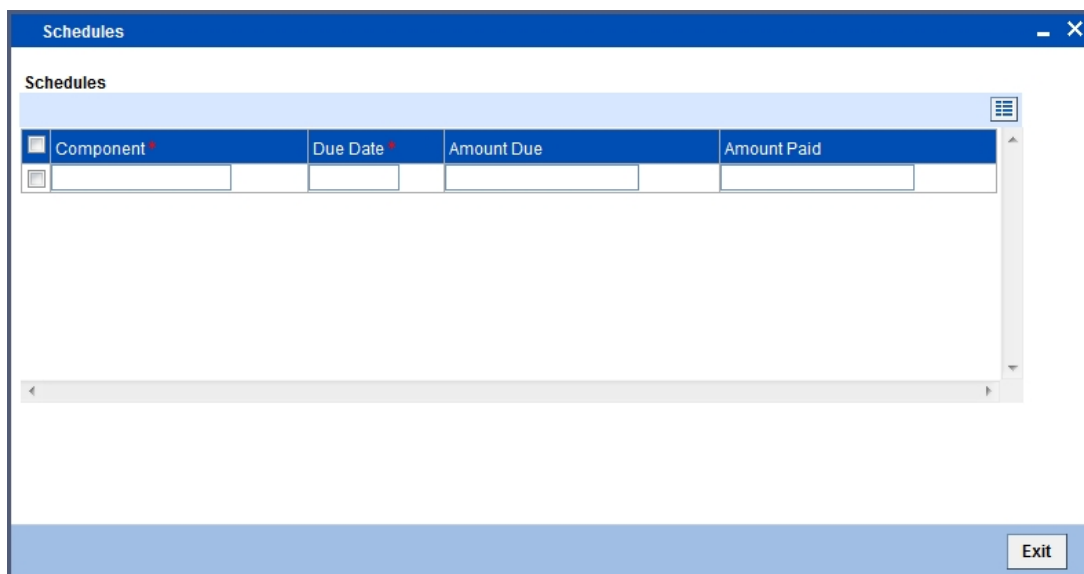 Schedules
Schedules
Component* Due Date* Amount Due Amount Paid
Exit